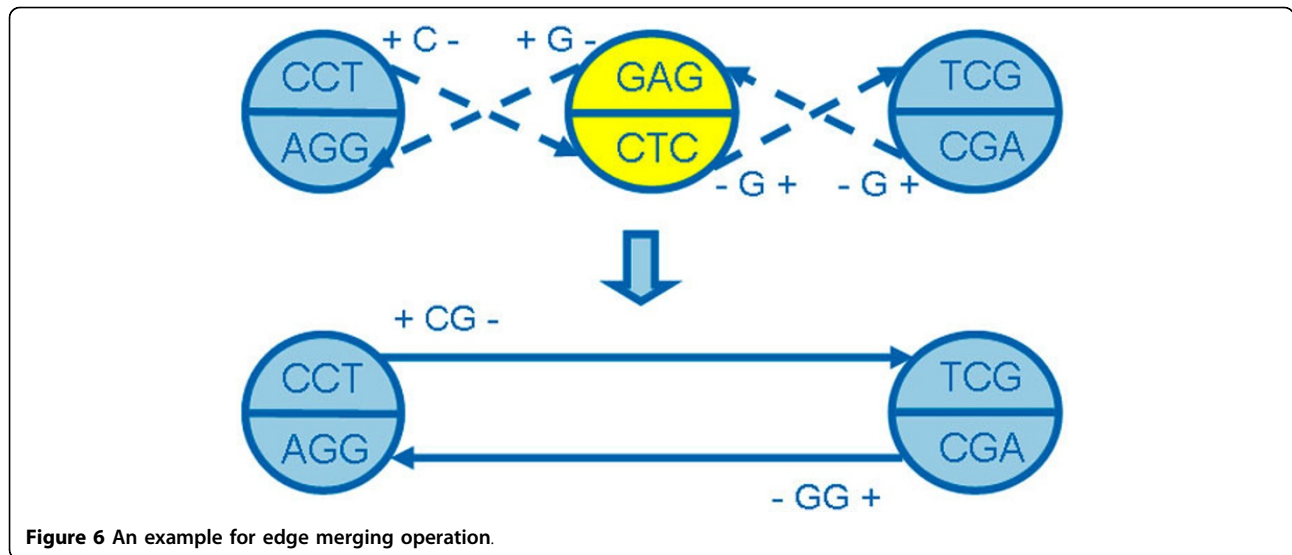 + C - + G -
CCT GAG TCG
AGG CTC CGA
- G + - G +
+ CG -
CCT TCG
AGG CGA
- GG +
Figure 6 An example for edge merging operation.